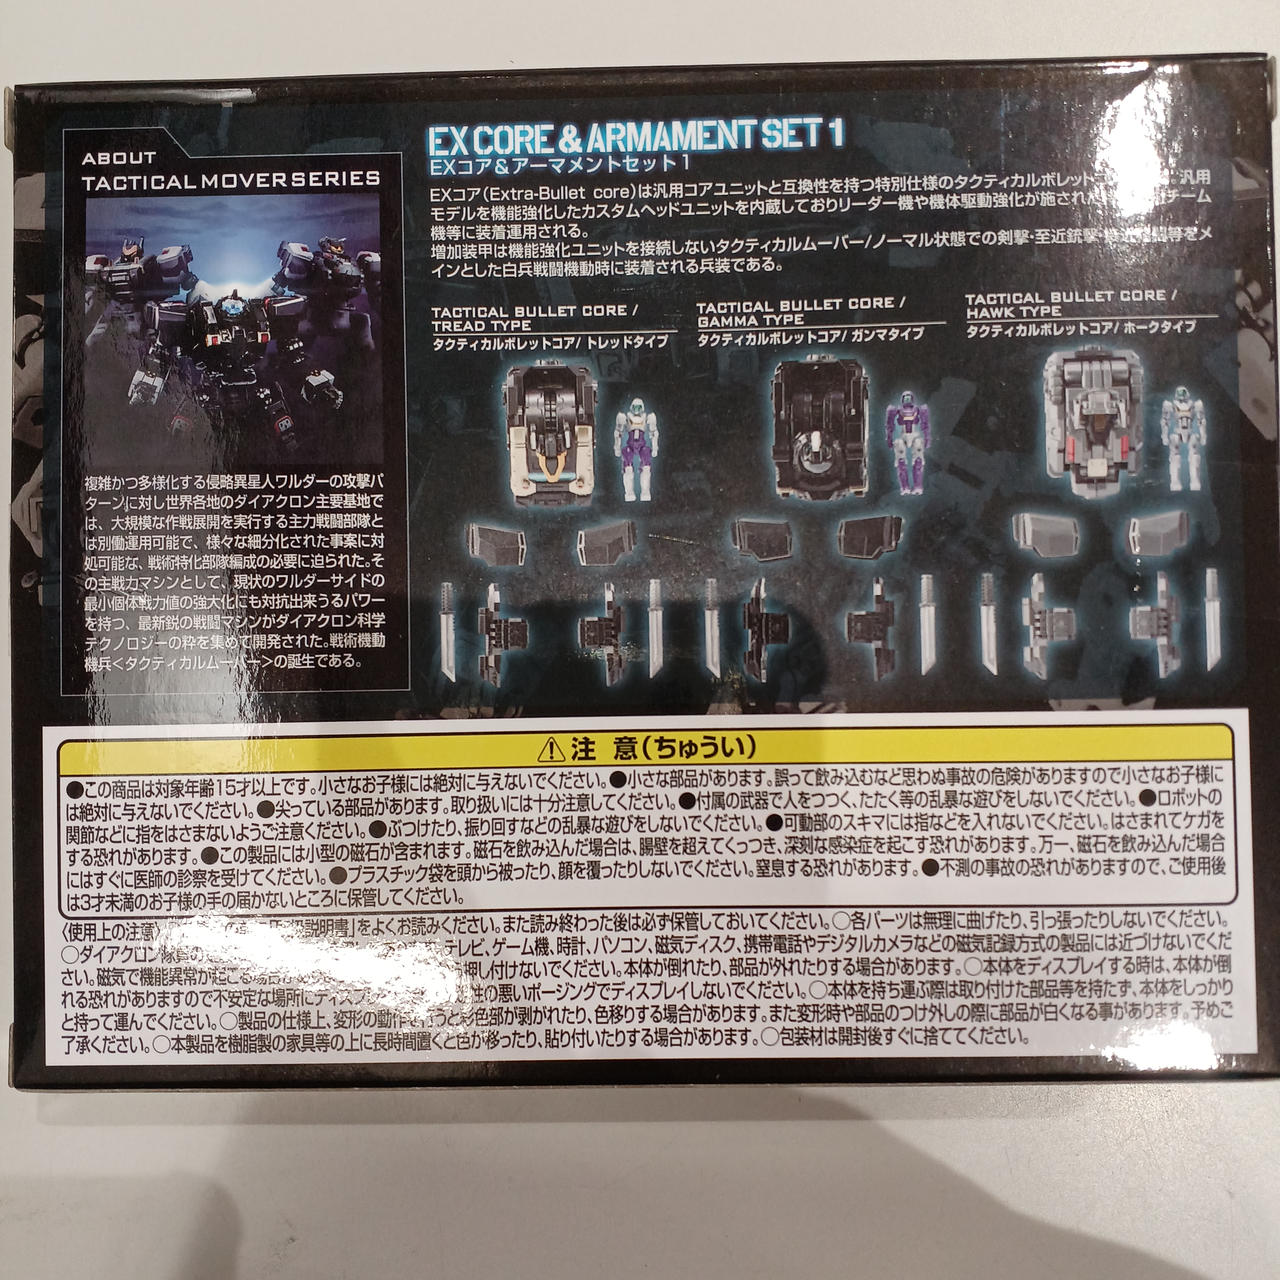 ABOUT
TACTICAL MOVER SERIES
複雑かつ多様化する侵略異星人ワルダーの攻撃パ
ターンに対し世界各地のダイアクロン主要基地で
は、大規模な作戦展開を実行する主力戦闘部隊と
は別働運用可能で、様々な細分化された事案に対
処可能な、戦術特化部隊編成の必要に迫られた。そ
の主戦力マシンとして、現状のワルダーサイドの
最小個体戦力値の強大化にも対抗出来うるパワー
を持つ、最新鋭の戦闘マシンがダイアクロン科学
テクノロジーの粋を集めて開発された。戦術機動
機兵<タクティカルムーバー>の誕生である。
EX CORE & ARMAMENT SET 1
EXコア&アーマメントセット1
EXコア(Extra-Bullet core)は汎用コアユニットと互換性を持つ特別仕様のタクティカルボレット 汎用
モデルを機能強化したカスタムヘッドユニットを内蔵しておりリーダー機や機体駆動強化が施され チーム
機等に装着運用される。
増加装甲は機能強化ユニットを接続しないタクティカルムーバー/ノーマル状態での剣撃・至近銃撃・ 等をメ
インとした白兵戦闘機動時に装着される兵装である。
TACTICAL BULLET CORE /
TREAD TYPE
タクティカルボレットコア/トレッドタイプ
TACTICAL BULLET CORE /
GAMMA TYPE
タクティカルボレットコア/ガンマタイプ
TACTICAL BULLET CORE /
HAWK TYPE
タクティカルボレットコア/ホークタイプ
⚠注 意(ちゅうい)
●この商品は対象年齢15才以上です。小さなお子様には絶対に与えないでください。●小さな部品があります。誤って飲み込むなど思わぬ事故の危険がありますので小さなお子様に
は絶対に与えないでください。●尖っている部品があります。取り扱いには十分注意してください。●付属の武器で人をつつく、たたく等の乱暴な遊びをしないでください。●ロボットの
関節などに指をはさまないようご注意ください。●ぶつけたり、振り回すなどの乱暴な遊びをしないでください。●可動部のスキマには指などを入れないでください。はさまれてケガを
する恐れがあります。●この製品には小型の磁石が含まれます。磁石を飲み込んだ場合は、腸壁を超えてくっつき、深刻な感染症を起こす恐れがあります。万一、磁石を飲み込んだ場合
にはすぐに医師の診察を受けてください。●プラスチック袋を頭から被ったり、顔を覆ったりしないでください。窒息する恐れがあります。●不測の事故の恐れがありますので、ご使用後
は3才未満のお子様の手の届かないところに保管してください。
〈使用上の注意〉 説明書」をよくお読みください。また読み終わった後は必ず保管しておいてください。○各パーツは無理に曲げたり、引っ張ったりしないでください。
○ダイアクロン隊員の テレビ、ゲーム機、時計、パソコン、磁気ディスク、携帯電話やデジタルカメラなどの磁気記録方式の製品には近づけないでくだ
さい。磁気で機能異常が起こる場合が 押し付けないでください。本体が倒れたり、部品が外れたりする場合があります。○本体をディスプレイする時は、本体が倒
れる恐れがありますので不安定な場所にディスプ 性の悪いポージングでディスプレイしないでください。○本体を持ち運ぶ際は取り付けた部品等を持たず、本体をしっかり
と持って運んでください。○製品の仕様上、変形の動作を行うと彩色部が剥がれたり、色移りする場合があります。また変形時や部品のつけ外しの際に部品が白くなる事があります。予めご
了承ください。○本製品を樹脂製の家具等の上に長時間置くと色が移ったり、貼り付いたりする場合があります。○包装材は開封後すぐに捨ててください。